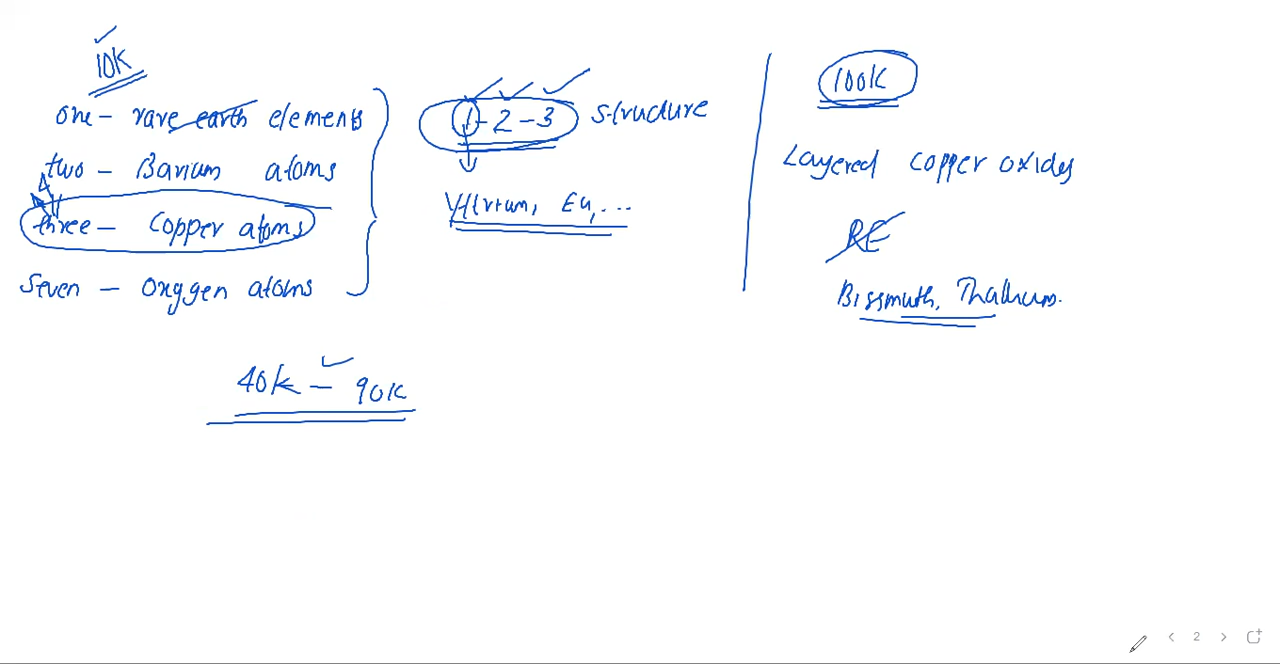 10K
one - rare earth elements
two - Barium atoms
three - Copper atoms
Seven - Oxygen atoms
40K - 90K
1-2-3 Structure
Yttrium, Eu, ...
100K
Layered Copper oxides
RE
Bissmuth, Thallium.
2